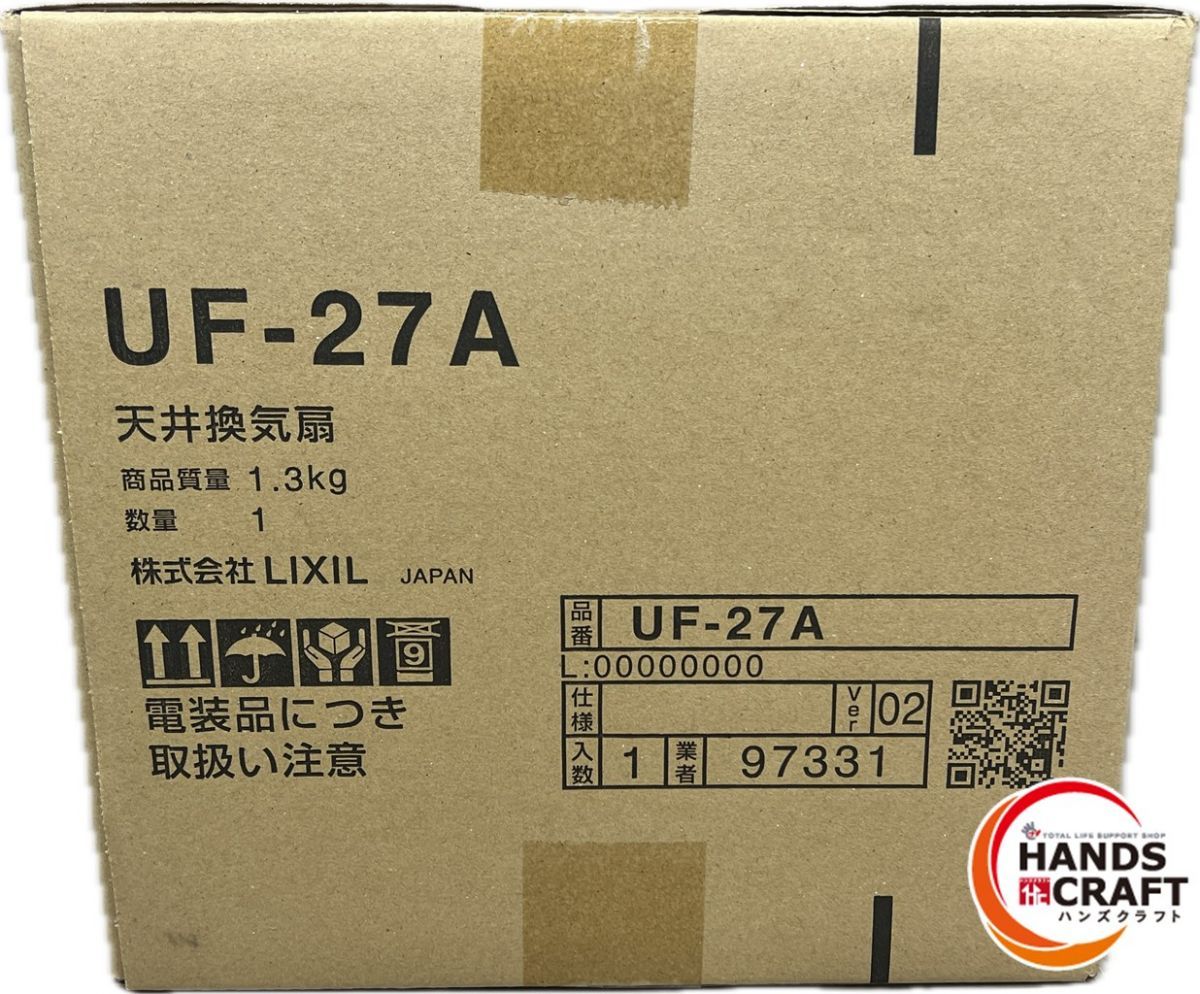 UF-27A
天井換気扇
商品質量 1.3kg
数量 1
株式会社 LIXIL JAPAN
9
電装品につき
取扱い注意
品番 UF-27A
L:00000000
仕様 ver 02
入数 1 業者 97331
TOTAL LIFE SUPPORT SHOP
HANDS
CRAFT
ハンズクラフト